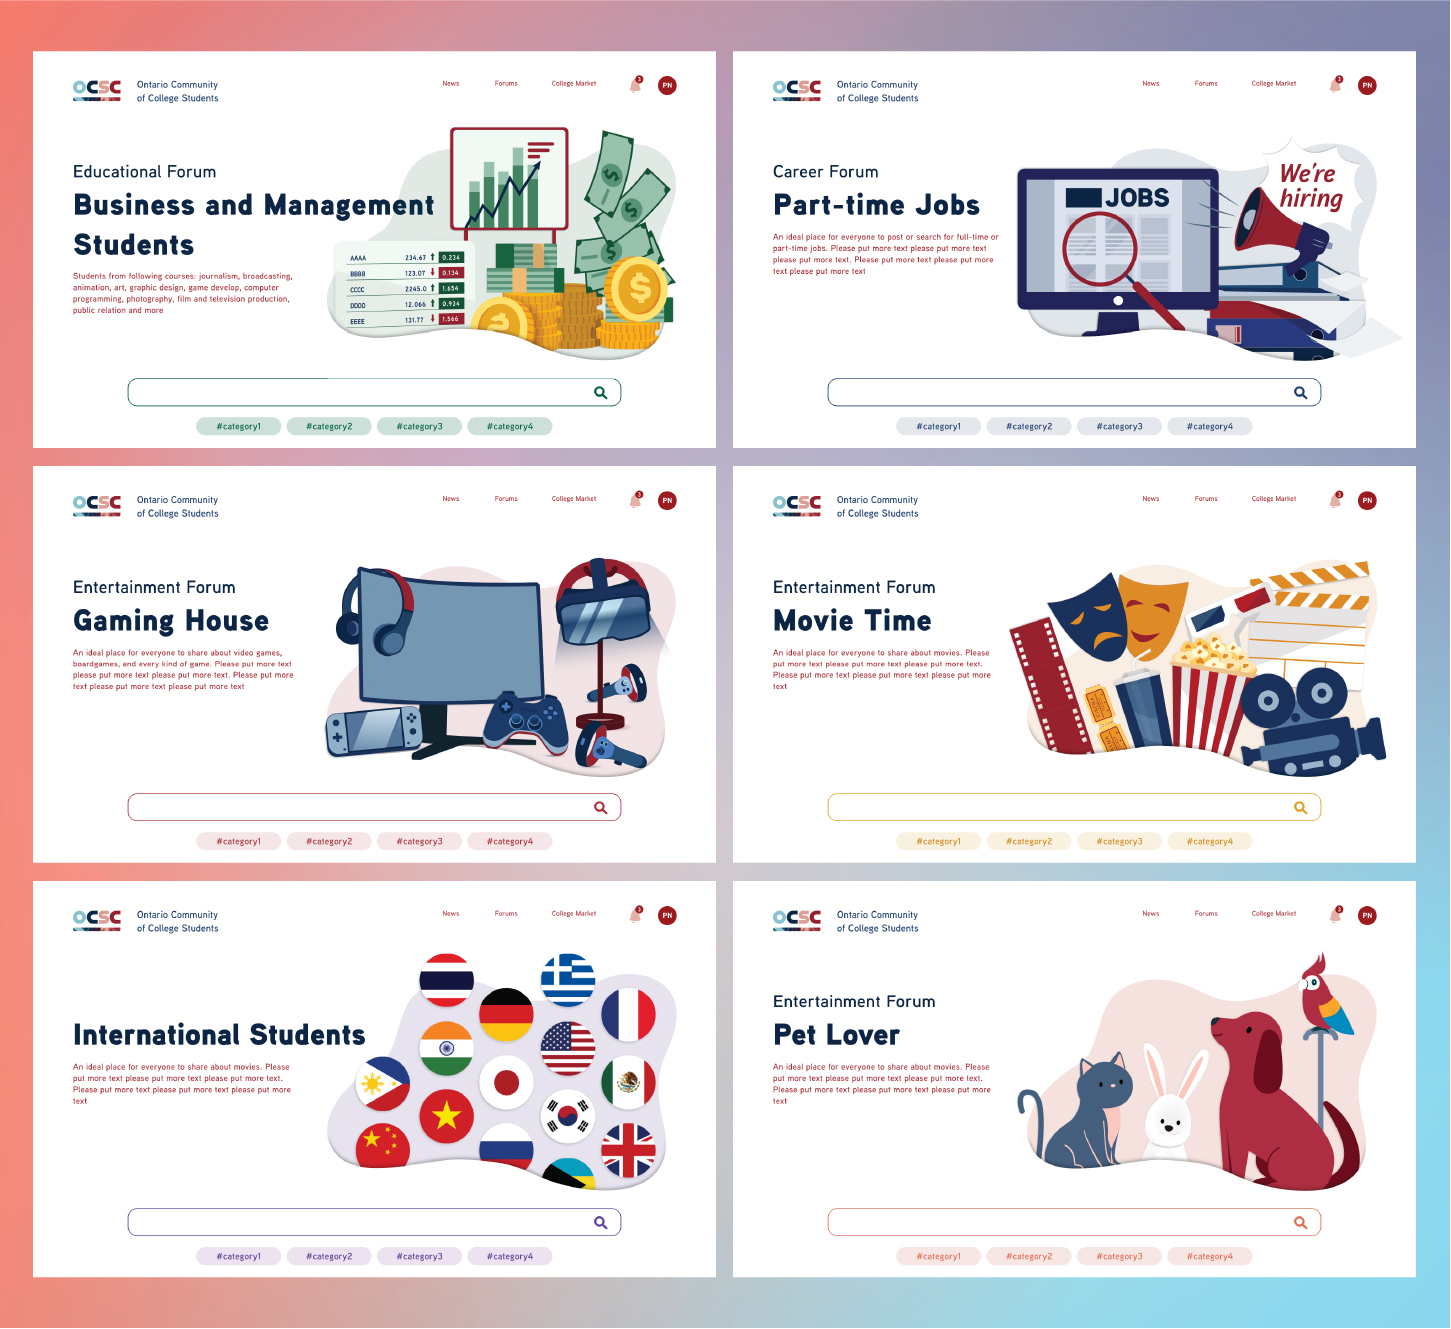 OCSC
Ontario Community
of College Students
News Forums College Market 3 PN
Educational Forum
Business and Management
Students
Students from following courses: journalism, broadcasting,
animation, art, graphic design, game develop, computer
programming, photography, film and television production,
public relation and more
AAAA 234.67 0.234
BBBB 123.07 0.134
CCCC 2245.0 1.654
DDDD 12.066 0.934
EEEE 131.77 1.566
#category1 #category2 #category3 #category4
OCSC
Ontario Community
of College Students
News Forums College Market 3 PN
Career Forum
Part-time Jobs
An ideal place for everyone to post or search for full-time or
part-time jobs. Please put more text please put more text
please put more text. Please put more text please put more
text please put more text
JOBS
We're
hiring
#category1 #category2 #category3 #category4
OCSC
Ontario Community
of College Students
News Forums College Market 3 PN
Entertainment Forum
Gaming House
An ideal place for everyone to share about video games,
boardgames, and every kind of game. Please put more text
please put more text please put more text. Please put more
text please put more text please put more text
#category1 #category2 #category3 #category4
OCSC
Ontario Community
of College Students
News Forums College Market 3 PN
Entertainment Forum
Movie Time
An ideal place for everyone to share about movies. Please
put more text please put more text please put more text.
Please put more text please put more text please put more
text
#category1 #category2 #category3 #category4
OCSC
Ontario Community
of College Students
News Forums College Market 3 PN
International Students
An ideal place for everyone to share about movies. Please
put more text please put more text please put more text.
Please put more text please put more text please put more
text
#category1 #category2 #category3 #category4
OCSC
Ontario Community
of College Students
News Forums College Market 3 PN
Entertainment Forum
Pet Lover
An ideal place for everyone to share about movies. Please
put more text please put more text please put more text.
Please put more text please put more text please put more
text
#category1 #category2 #category3 #category4